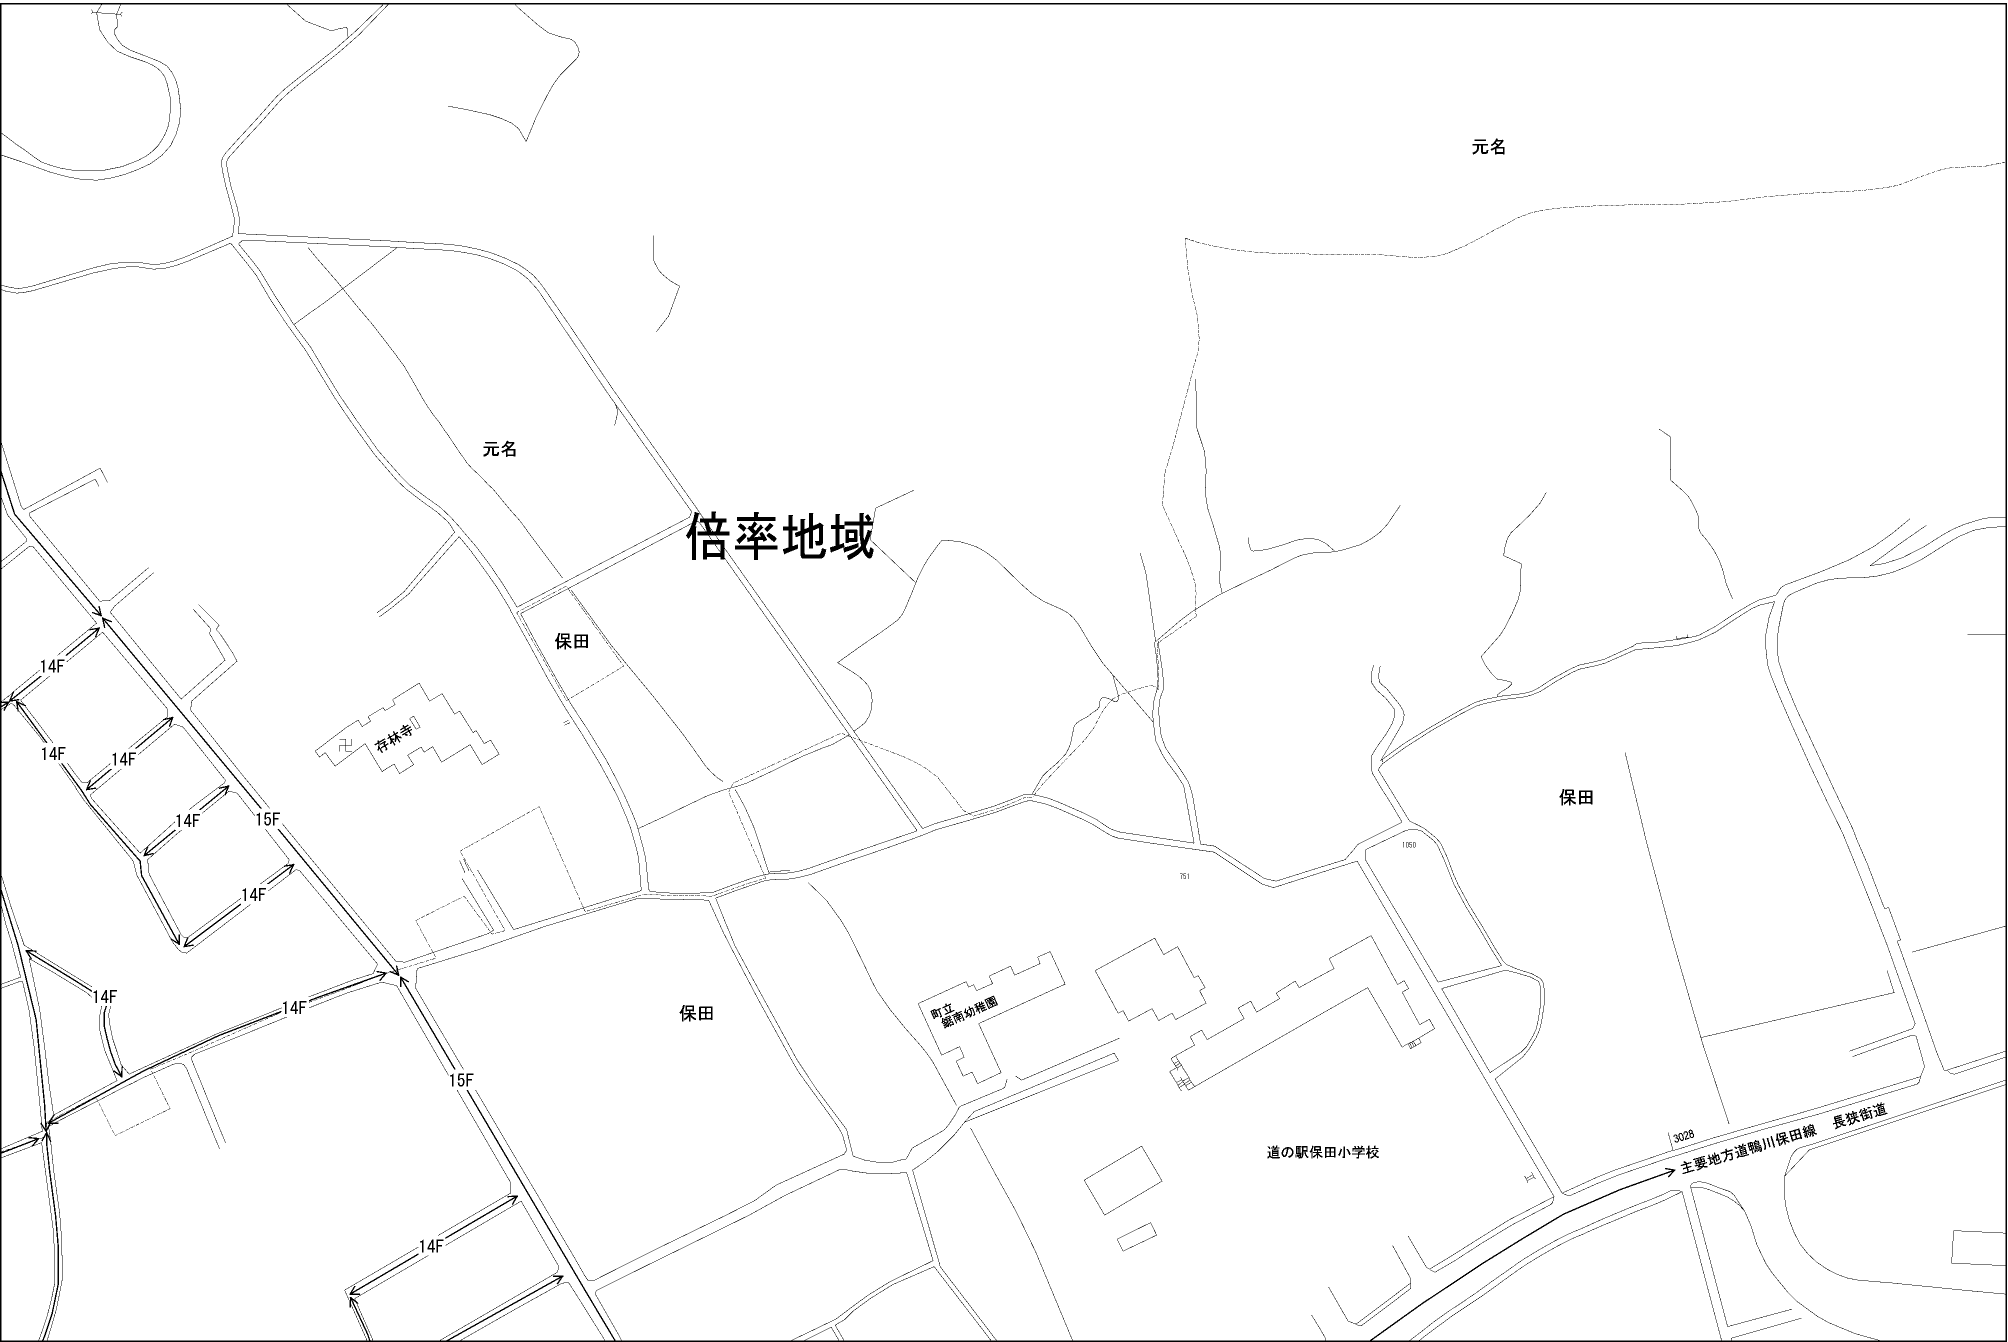 元名
元名
倍率地域
保田
14F
存林寺
14F
14F
保田
14F
15F
1050
751
14F
14F
14F
町立
鋸南幼稚園
保田
15F
3028
主要地方道鴨川保田線 長狭街道
道の駅保田小学校
14F